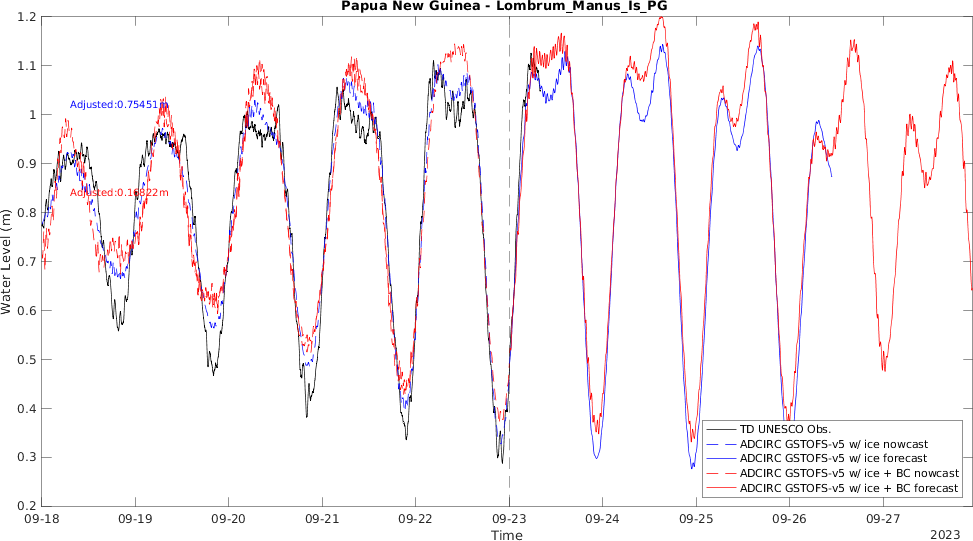 Papua New Guinea - Lombrum_Manus_Is_PG
1.2
1.1
1
0.9
0.8
0.7
0.6
0.5
0.4
0.3
0.2
Water Level (m)
Adjusted:0.75451m
Adjusted:0.16822m
TD UNESCO Obs.
ADCIRC GSTOFS-v5 w/ ice nowcast
ADCIRC GSTOFS-v5 w/ ice forecast
ADCIRC GSTOFS-v5 w/ ice + BC nowcast
ADCIRC GSTOFS-v5 w/ ice + BC forecast
09-18 09-19 09-20 09-21 09-22 09-23 09-24 09-25 09-26 09-27
Time
2023